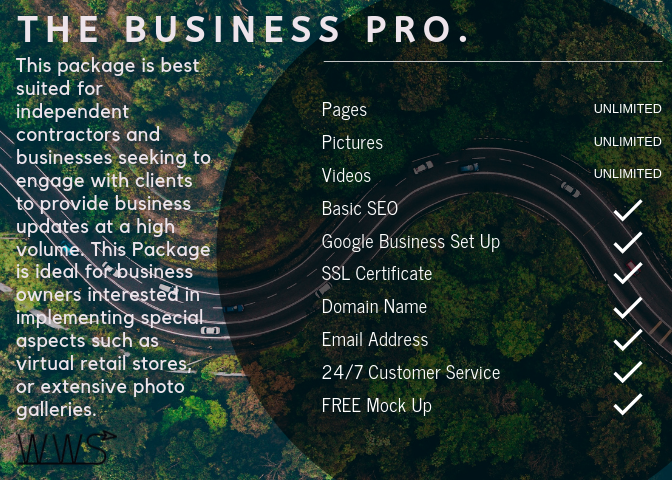 THE BUSINESS PRO.
This package is best
suited for
independent
contractors and
businesses seeking to
engage with clients
to provide business
updates at a high
volume. This Package
is ideal for business
owners interested in
implementing special
aspects such as
virtual retail stores,
or extensive photo
galleries.
WWS
Pages UNLIMITED
Pictures UNLIMITED
Videos UNLIMITED
Basic SEO
Google Business Set Up
SSL Certificate
Domain Name
Email Address
24/7 Customer Service
FREE Mock Up